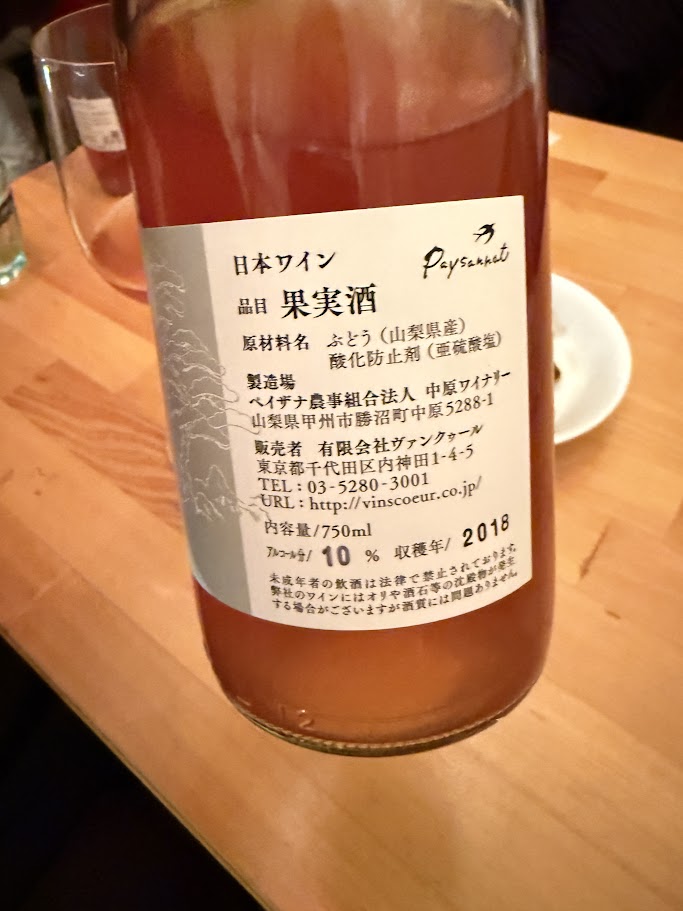 Paysannat
日本ワイン
品目 果実酒
原材料名 ぶどう（山梨県産）
酸化防止剤（亜硫酸塩）
製造場
ペイザナ農事組合法人 中原ワイナリー
山梨県甲州市勝沼町中原5288-1
販売者 有限会社ヴァンクゥール
東京都千代田区内神田1-4-5
TEL：03-5280-3001
URL：http://vinscoeur.co.jp/
内容量/750ml
アルコール分/ 10 % 収穫年/ 2018
未成年者の飲酒は法律で禁止されております。
弊社のワインにはオリや酒石等の沈殿物が発生
する場合がございますが酒質には問題ありません。
12